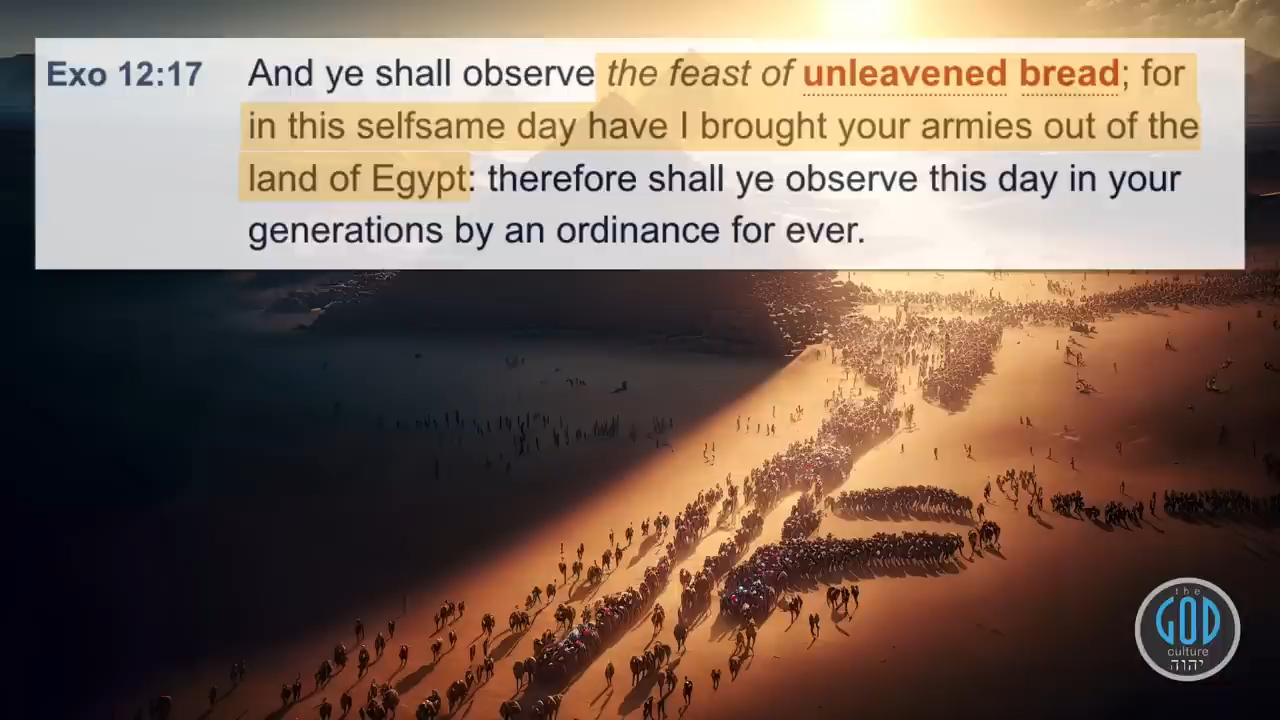 Exo 12:17 And ye shall observe the feast of unleavened bread; for
in this selfsame day have I brought your armies out of the
land of Egypt: therefore shall ye observe this day in your
generations by an ordinance for ever.
the
GOD
culture
יהוה